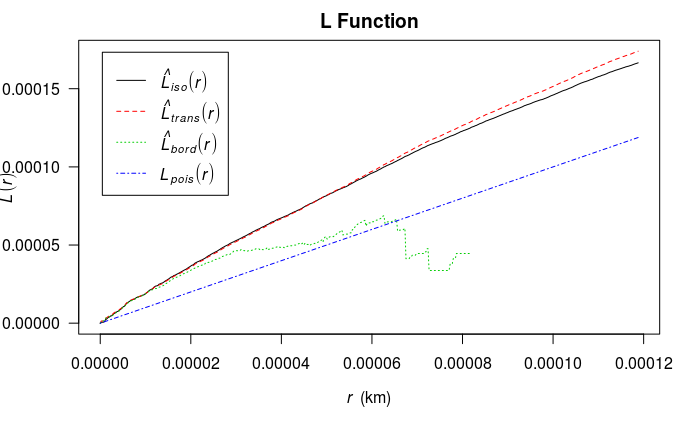 L Function
L̂iso(r)
L̂trans(r)
L̂bord(r)
Lpois(r)
L(r)
0.00015
0.00010
0.00005
0.00000
0.00000 0.00002 0.00004 0.00006 0.00008 0.00010 0.00012
r (km)